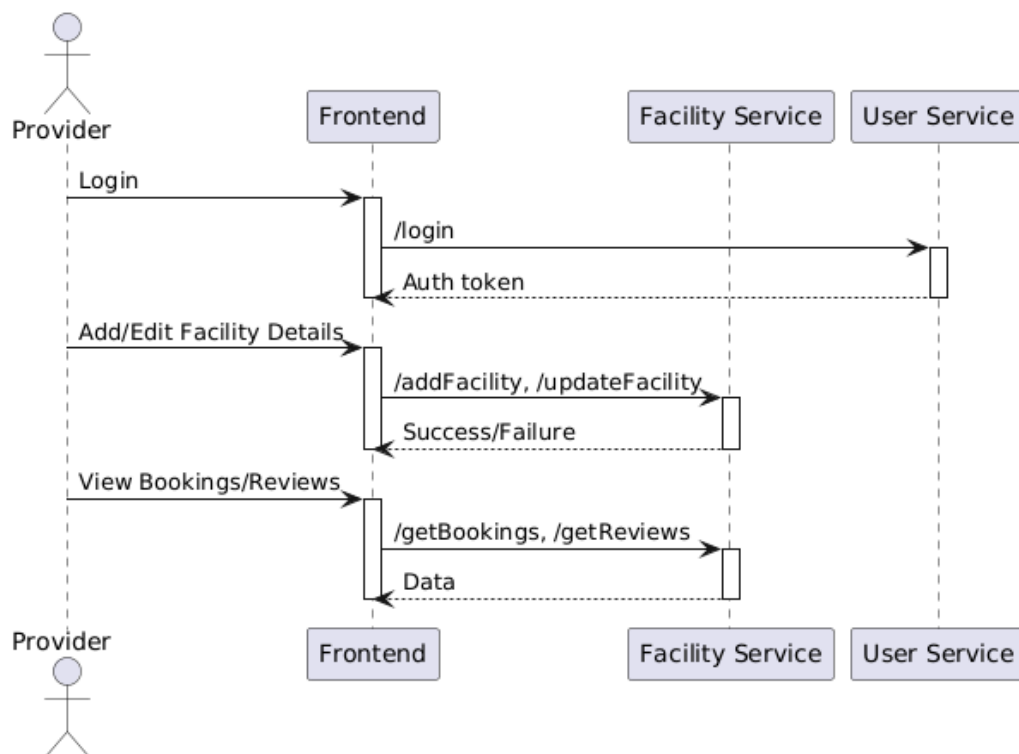 Provider
Frontend
Facility Service
User Service
Login
/login
Auth token
Add/Edit Facility Details
/addFacility, /updateFacility
Success/Failure
View Bookings/Reviews
/getBookings, /getReviews
Data
Provider
Frontend
Facility Service
User Service